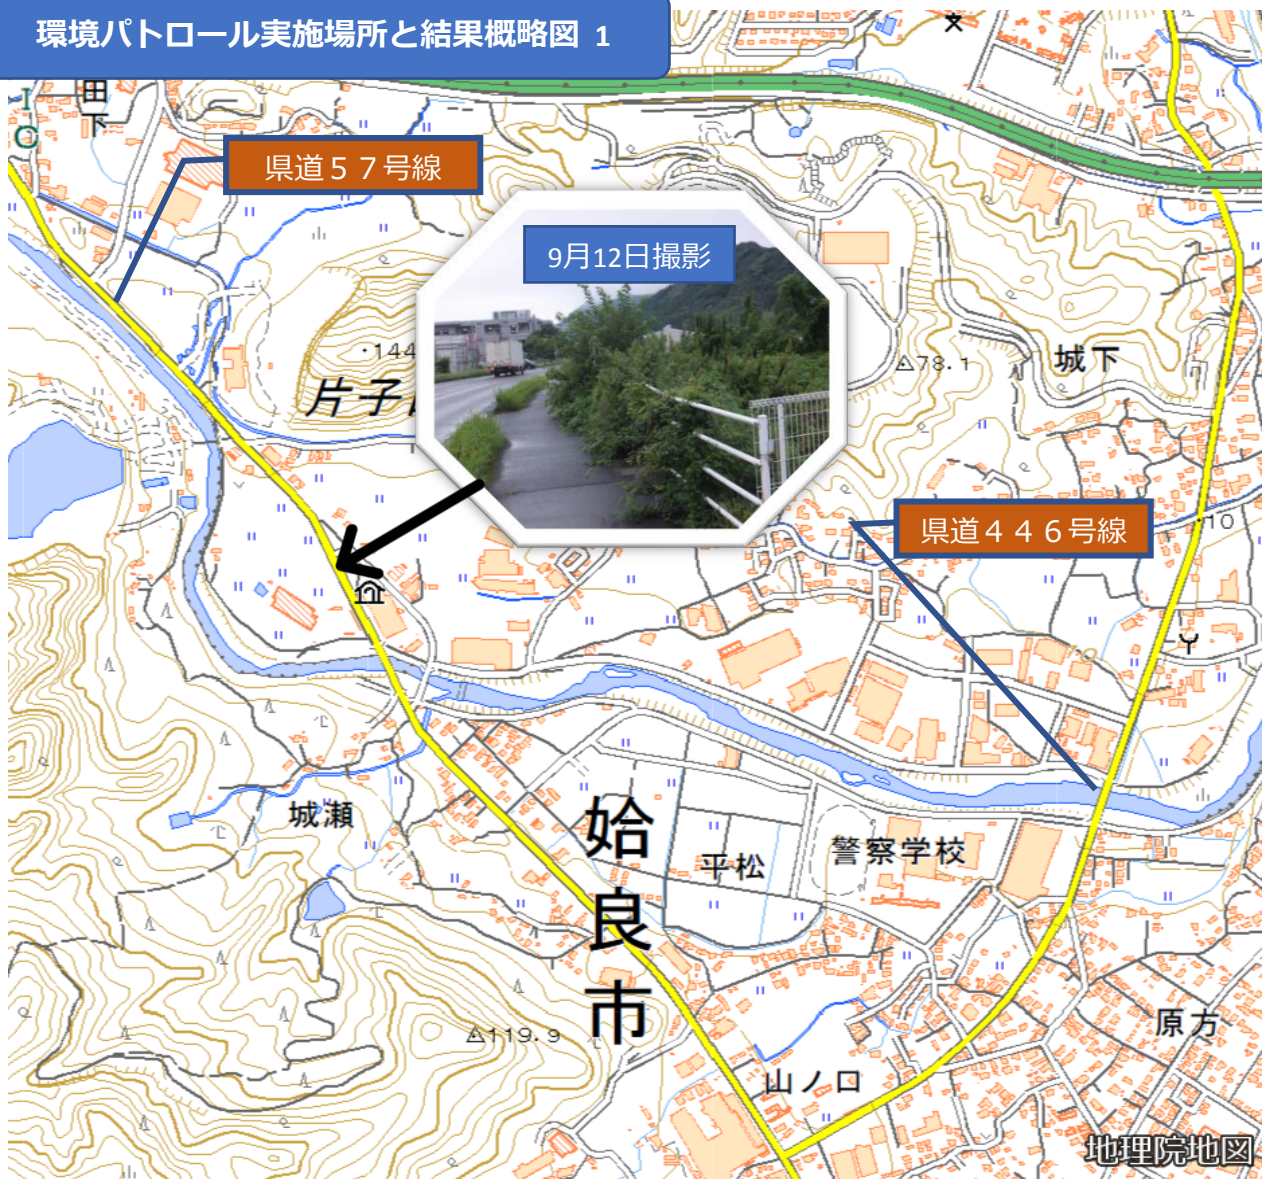 環境パトロール実施場所と結果概略図 1
田下
IC
県道５７号線
9月12日撮影
・144
片子
△78.1
城下
県道４４６号線
・10
城瀬
姶良市
平松
警察学校
△119.9
山ノ口
原方
地理院地図